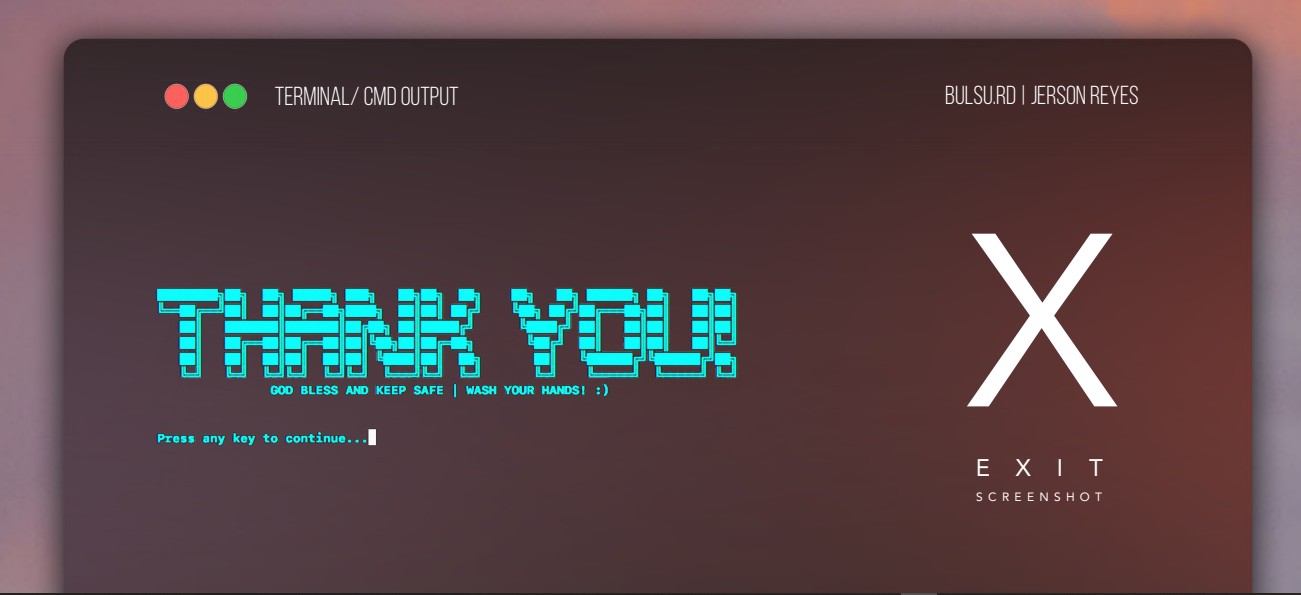 TERMINAL/ CMD OUTPUT
BULSU.RD | JERSON REYES
THANK YOU!
GOD BLESS AND KEEP SAFE | WASH YOUR HANDS! :)
Press any key to continue...
X
EXIT
SCREENSHOT